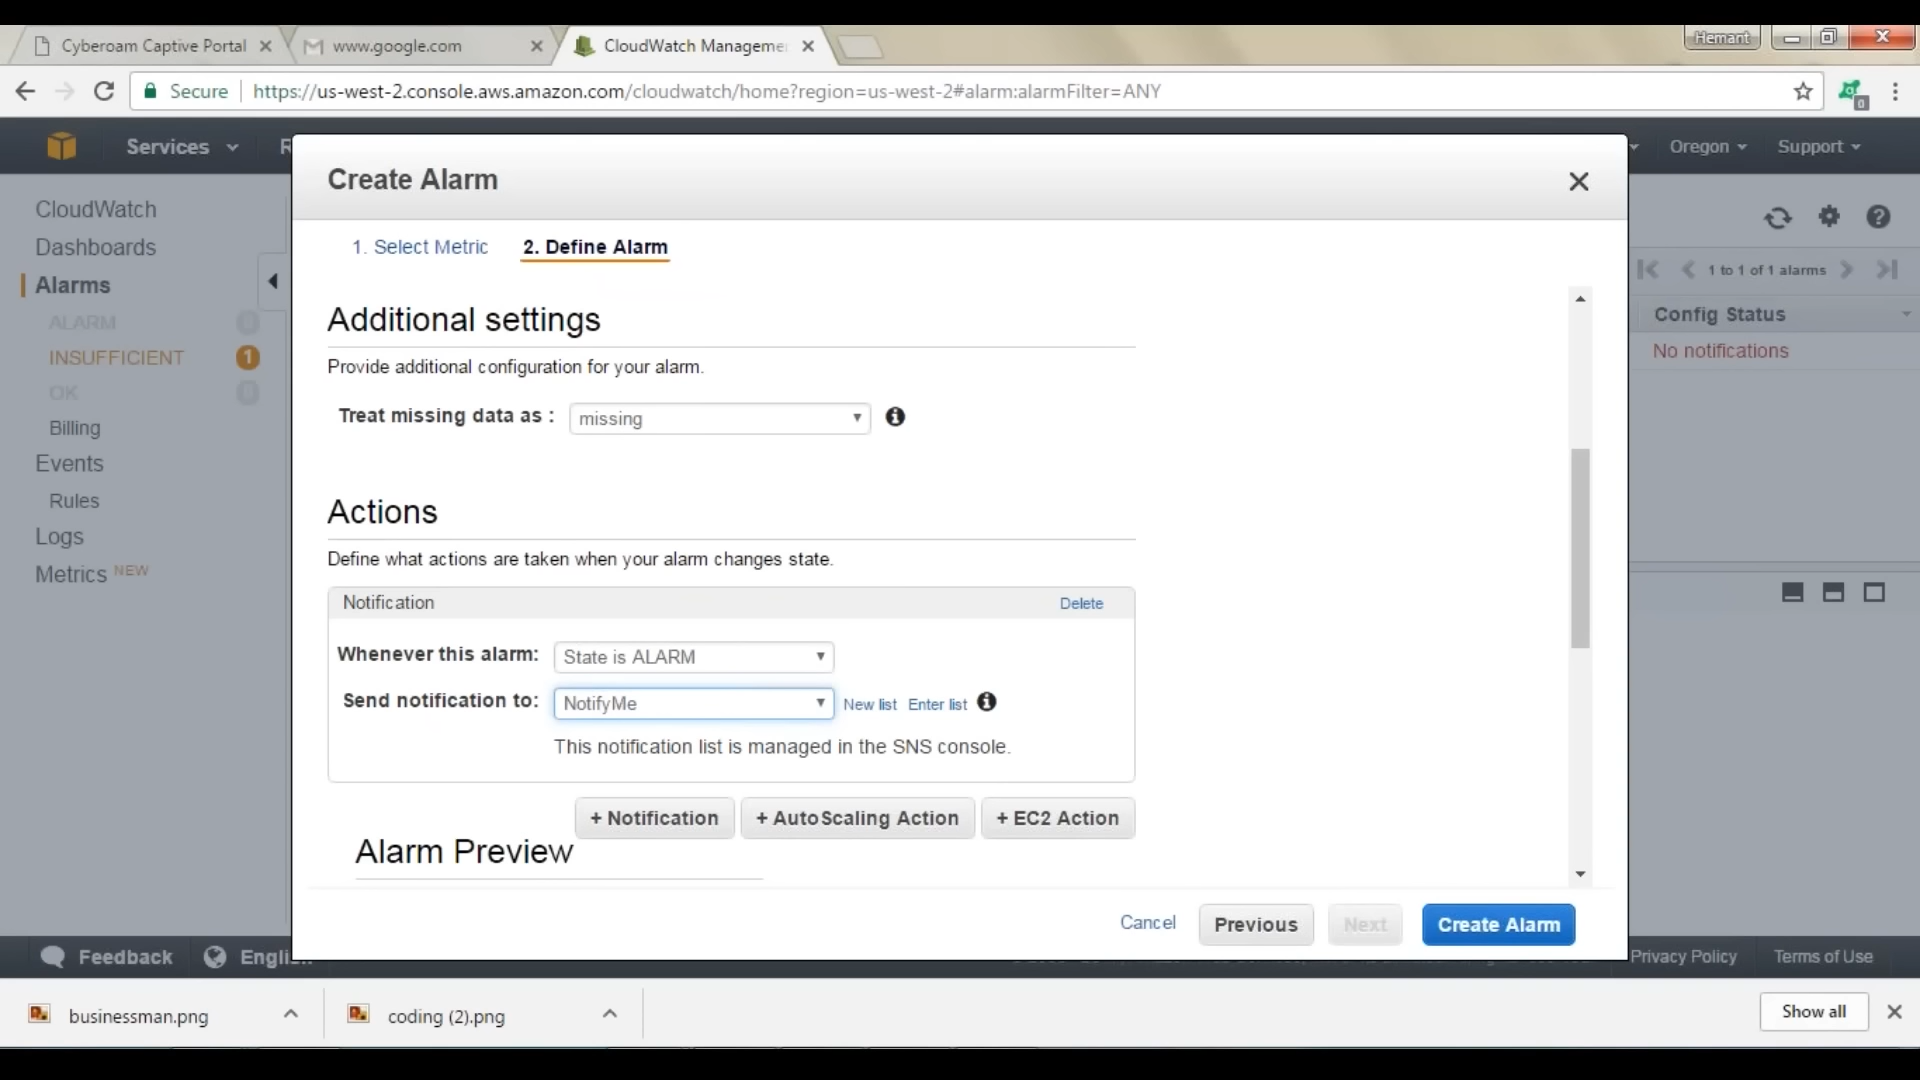 Cyberoam Captive Portal
www.google.com
CloudWatch Manageme
Hemant
Secure
https://us-west-2.console.aws.amazon.com/cloudwatch/home?region=us-west-2#alarm:alarmFilter=ANY
0
Services
R
Oregon
Support
Create Alarm
1. Select Metric
2. Define Alarm
CloudWatch
Dashboards
Alarms
ALARM
0
INSUFFICIENT
1
OK
0
Billing
Events
Rules
Logs
Metrics NEW
1 to 1 of 1 alarms
Config Status
No notifications
Additional settings
Provide additional configuration for your alarm.
Treat missing data as :
missing
Actions
Define what actions are taken when your alarm changes state.
Notification
Delete
Whenever this alarm:
State is ALARM
Send notification to:
NotifyMe
New list
Enter list
This notification list is managed in the SNS console.
+ Notification
+ AutoScaling Action
+ EC2 Action
Alarm Preview
Cancel
Previous
Next
Create Alarm
Feedback
Privacy Policy
Terms of Use
businessman.png
coding (2).png
Show all